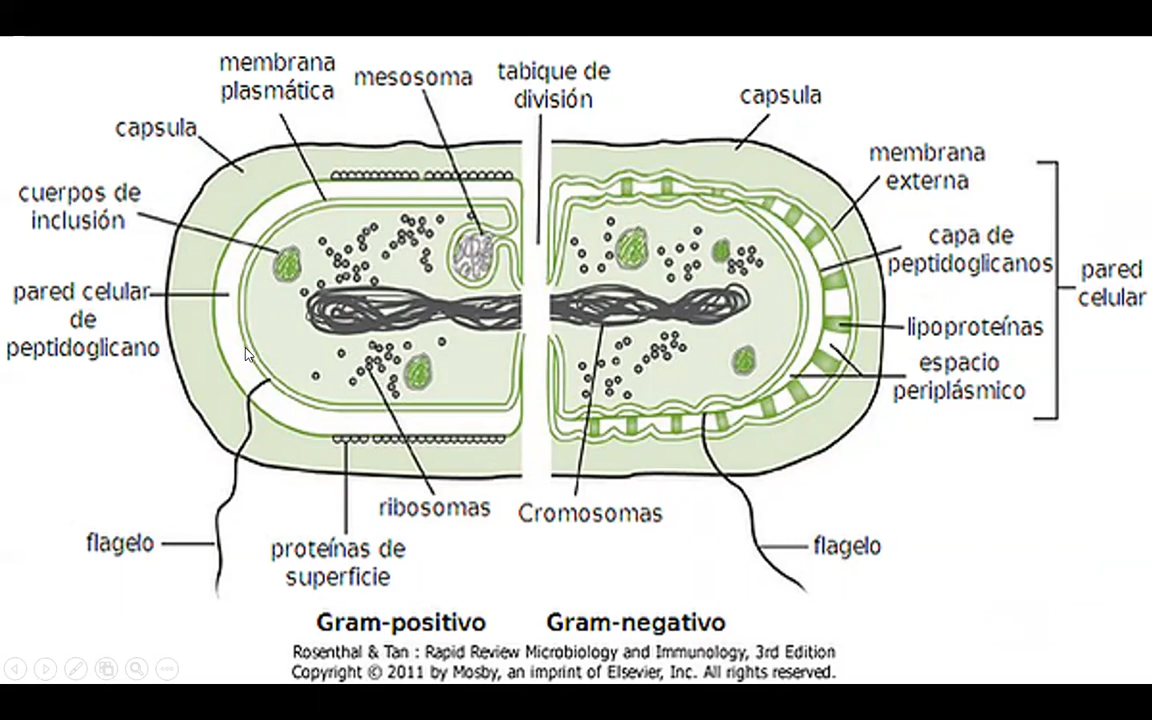 membrana
plasmática
mesosoma
tabique de
división
capsula
capsula
membrana
externa
cuerpos de
inclusión
capa de
peptidoglicanos
pared
celular
pared celular
de
peptidoglicano
lipoproteínas
espacio
periplásmico
ribosomas
Cromosomas
flagelo
proteínas de
superficie
flagelo
Gram-positivo
Gram-negativo
Rosenthal & Tan : Rapid Review Microbiology and Immunology, 3rd Edition
Copyright © 2011 by Mosby, an imprint of Elsevier, Inc. All rights reserved.